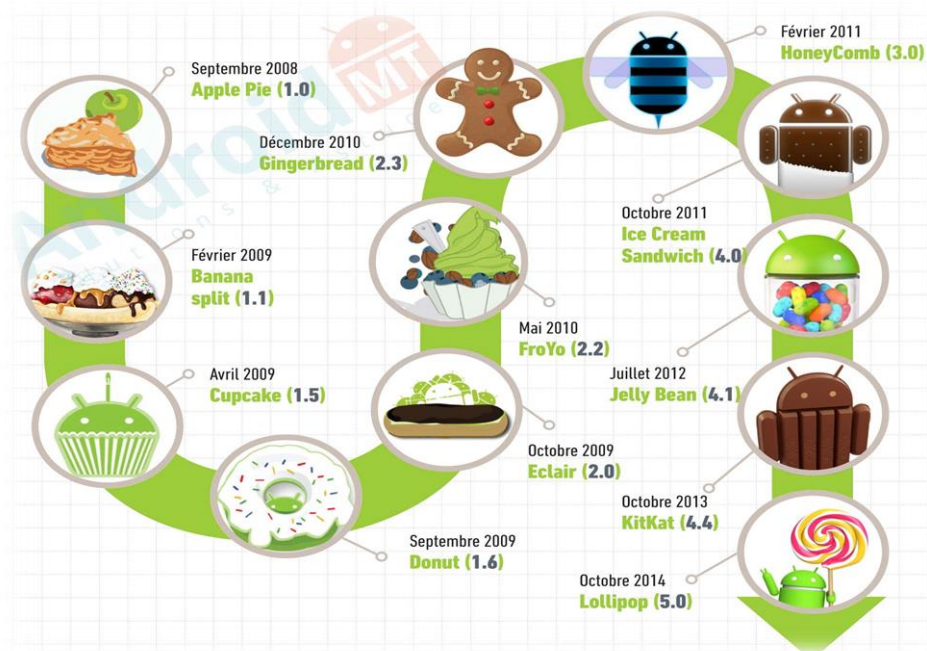 Septembre 2008
Apple Pie (1.0)
Février 2009
Banana
split (1.1)
Avril 2009
Cupcake (1.5)
Septembre 2009
Donut (1.6)
Octobre 2009
Eclair (2.0)
Mai 2010
FroYo (2.2)
Décembre 2010
Gingerbread (2.3)
Février 2011
HoneyComb (3.0)
Octobre 2011
Ice Cream
Sandwich (4.0)
Juillet 2012
Jelly Bean (4.1)
Octobre 2013
KitKat (4.4)
Octobre 2014
Lollipop (5.0)
Android MT